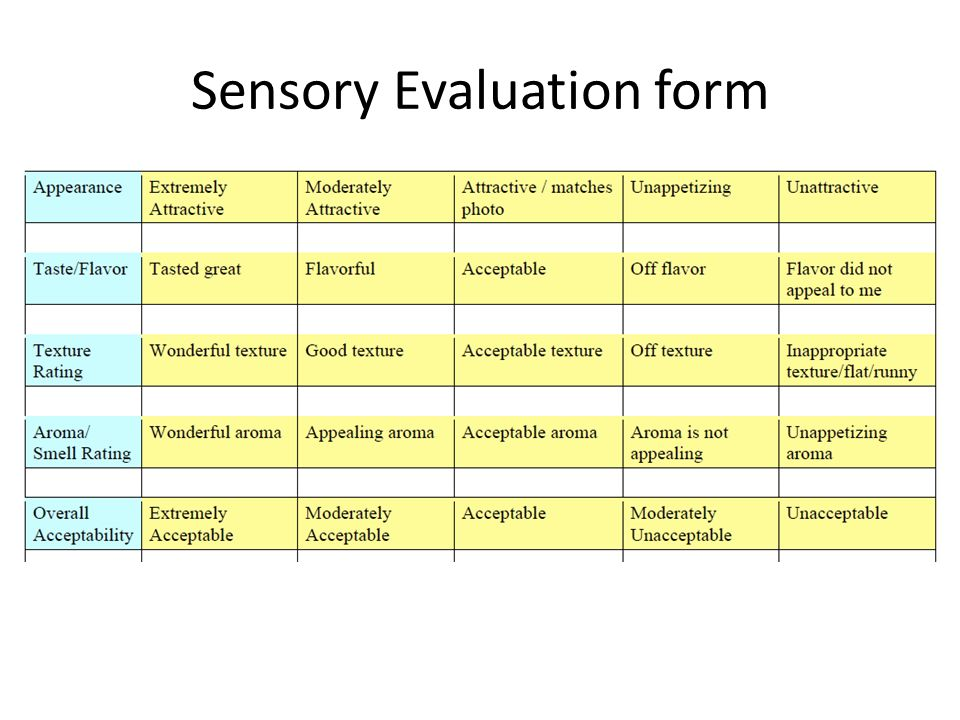 Sensory Evaluation form
Appearance Extremely Attractive Moderately Attractive Attractive / matches photo Unappetizing Unattractive
Taste/Flavor Tasted great Flavorful Acceptable Off flavor Flavor did not appeal to me
Texture Rating Wonderful texture Good texture Acceptable texture Off texture Inappropriate texture/flat/runny
Aroma/ Smell Rating Wonderful aroma Appealing aroma Acceptable aroma Aroma is not appealing Unappetizing aroma
Overall Acceptability Extremely Acceptable Moderately Acceptable Acceptable Moderately Unacceptable Unacceptable